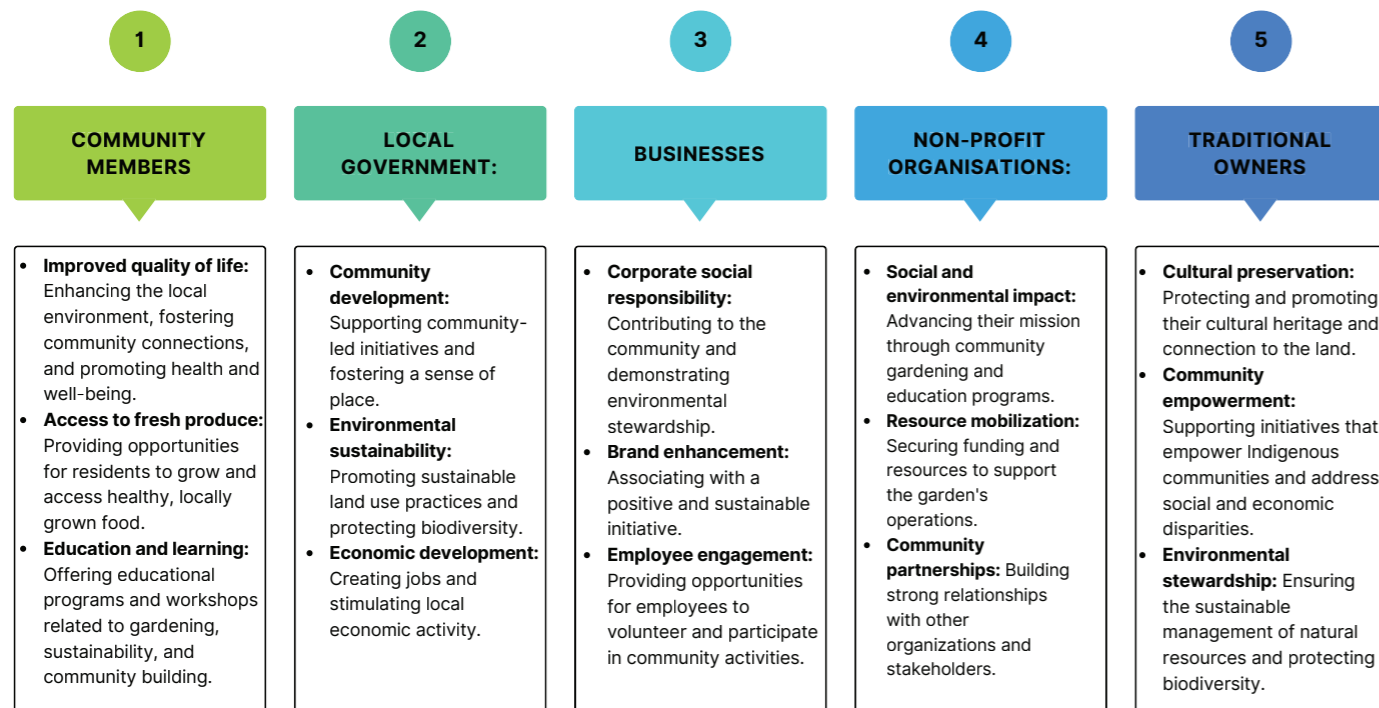 1
COMMUNITY
MEMBERS
• Improved quality of life:
Enhancing the local
environment, fostering
community connections,
and promoting health and
well-being.
• Access to fresh produce:
Providing opportunities
for residents to grow and
access healthy, locally
grown food.
• Education and learning:
Offering educational
programs and workshops
related to gardening,
sustainability, and
community building.
2
LOCAL
GOVERNMENT:
• Community
development:
Supporting community-
led initiatives and
fostering a sense of
place.
• Environmental
sustainability:
Promoting sustainable
land use practices and
protecting biodiversity.
• Economic development:
Creating jobs and
stimulating local
economic activity.
3
BUSINESSES
• Corporate social
responsibility:
Contributing to the
community and
demonstrating
environmental
stewardship.
• Brand enhancement:
Associating with a
positive and sustainable
initiative.
• Employee engagement:
Providing opportunities
for employees to
volunteer and participate
in community activities.
4
NON-PROFIT
ORGANISATIONS:
• Social and
environmental impact:
Advancing their mission
through community
gardening and
education programs.
• Resource mobilization:
Securing funding and
resources to support
the garden's
operations.
• Community
partnerships: Building
strong relationships
with other
organizations and
stakeholders.
5
TRADITIONAL
OWNERS
• Cultural preservation:
Protecting and promoting
their cultural heritage and
connection to the land.
• Community
empowerment:
Supporting initiatives that
empower Indigenous
communities and address
social and economic
disparities.
• Environmental
stewardship: Ensuring
the sustainable
management of natural
resources and protecting
biodiversity.